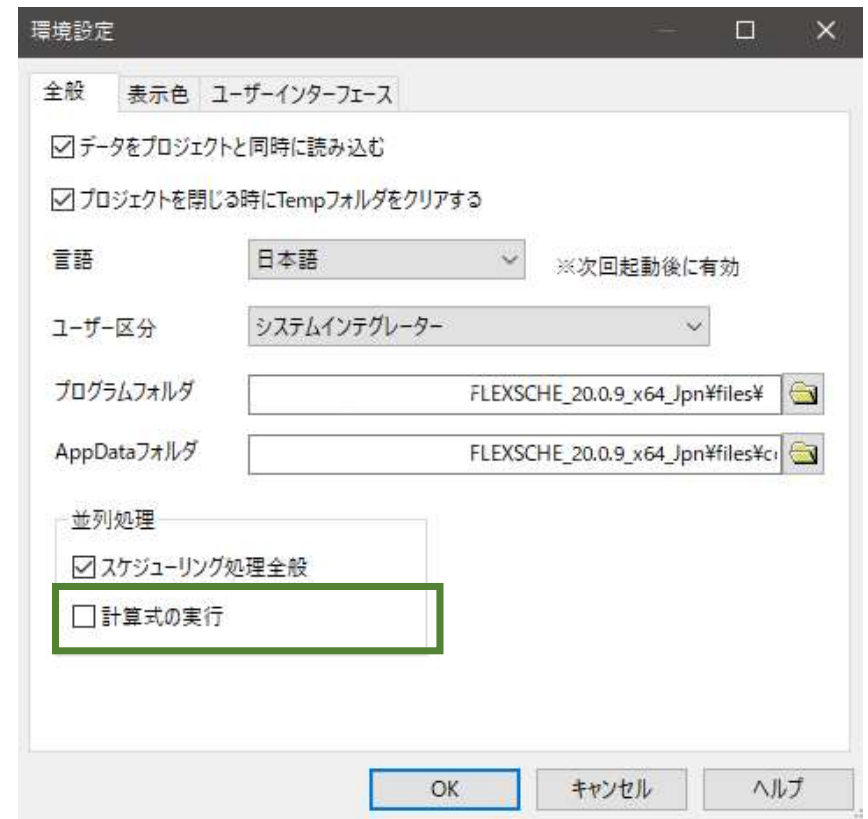 環境設定
全般 表示色 ユーザーインターフェース
データをプロジェクトと同時に読み込む
プロジェクトを閉じる時にTempフォルダをクリアする
言語 日本語 ※次回起動後に有効
ユーザー区分 システムインテグレーター
プログラムフォルダ FLEXSCHE_20.0.9_x64_Jpn¥files¥
AppDataフォルダ FLEXSCHE_20.0.9_x64_Jpn¥files¥c
並列処理
スケジューリング処理全般
計算式の実行
OK キャンセル ヘルプ